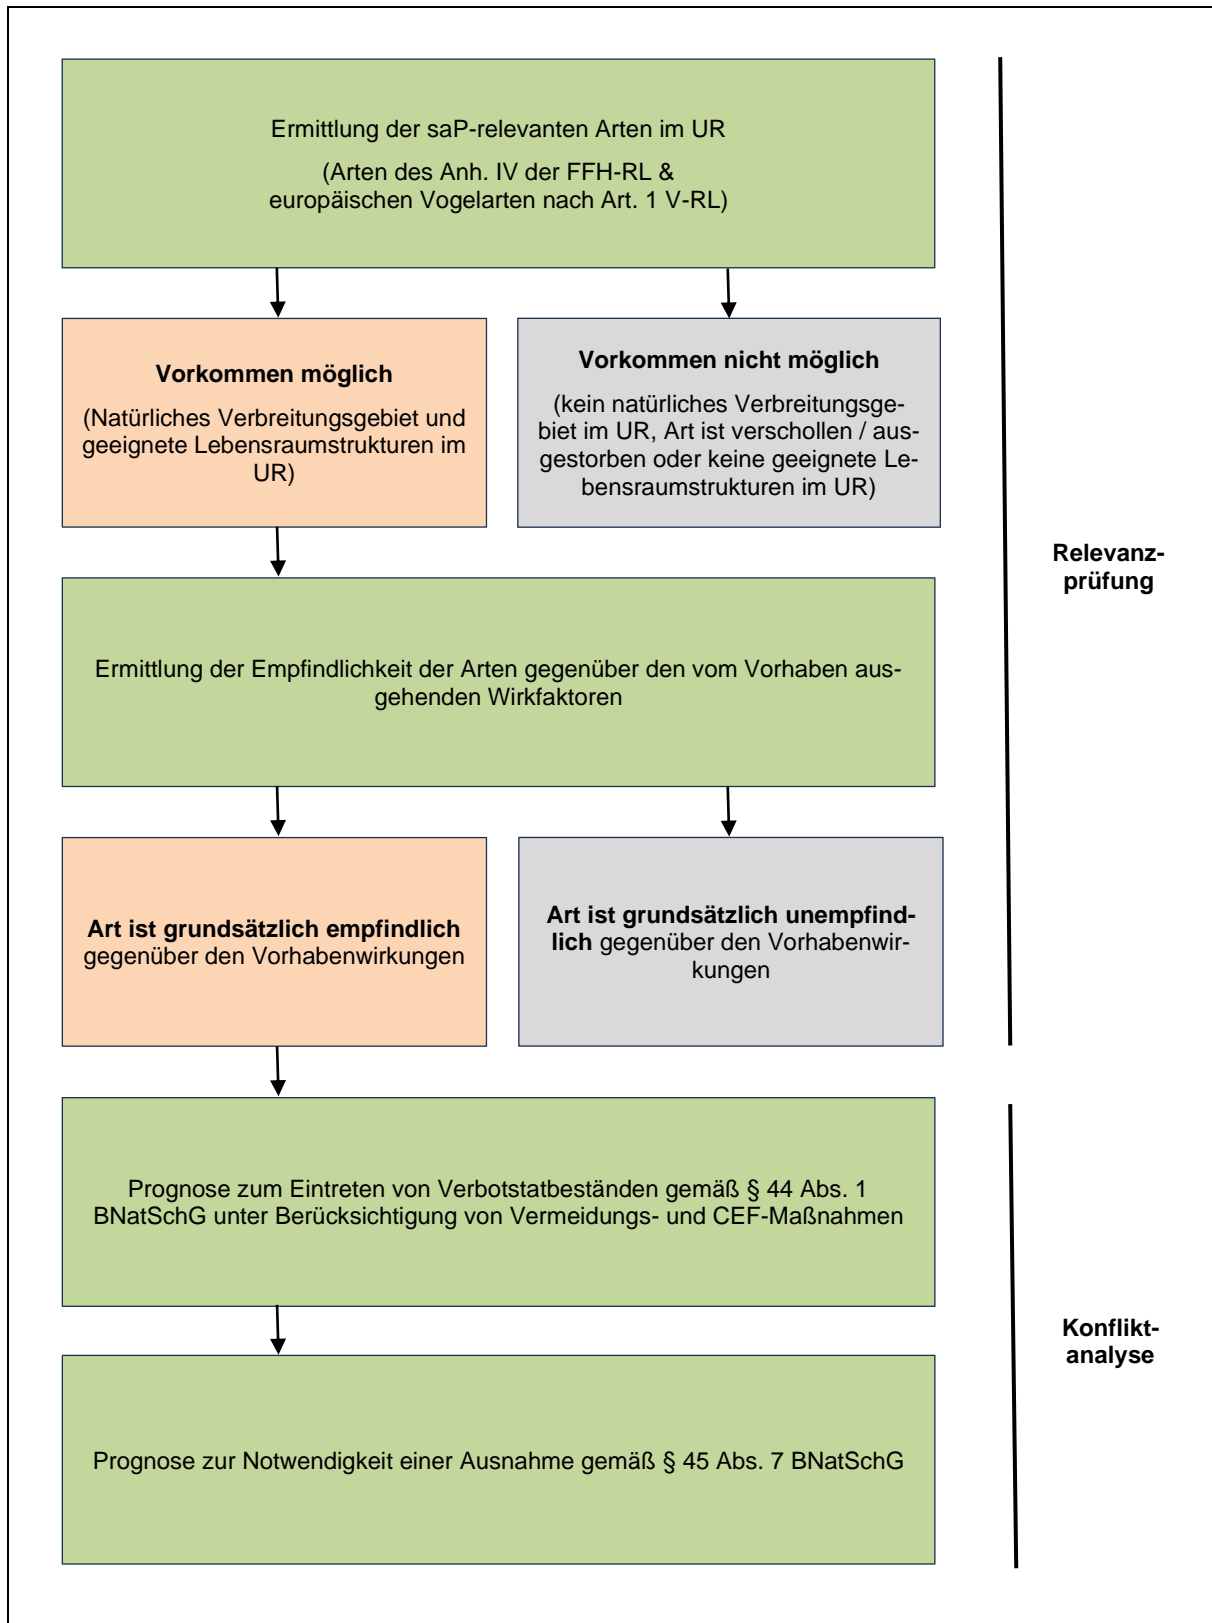 Ermittlung der saP-relevanten Arten im UR
(Arten des Anh. IV der FFH-RL &
europäischen Vogelarten nach Art. 1 V-RL)
Vorkommen möglich
(Natürliches Verbreitungsgebiet und
geeignete Lebensraumstrukturen im
UR)
Vorkommen nicht möglich
(kein natürliches Verbreitungsge-
biet im UR, Art ist verschollen / aus-
gestorben oder keine geeignete Le-
bensraumstrukturen im UR)
Relevanz-
prüfung
Ermittlung der Empfindlichkeit der Arten gegenüber den vom Vorhaben aus-
gehenden Wirkfaktoren
Art ist grundsätzlich empfindlich
gegenüber den Vorhabenwirkungen
Art ist grundsätzlich unempfind-
lich gegenüber den Vorhabenwir-
kungen
Prognose zum Eintreten von Verbotstatbeständen gemäß § 44 Abs. 1
BNatSchG unter Berücksichtigung von Vermeidungs- und CEF-Maßnahmen
Konflikt-
analyse
Prognose zur Notwendigkeit einer Ausnahme gemäß § 45 Abs. 7 BNatSchG